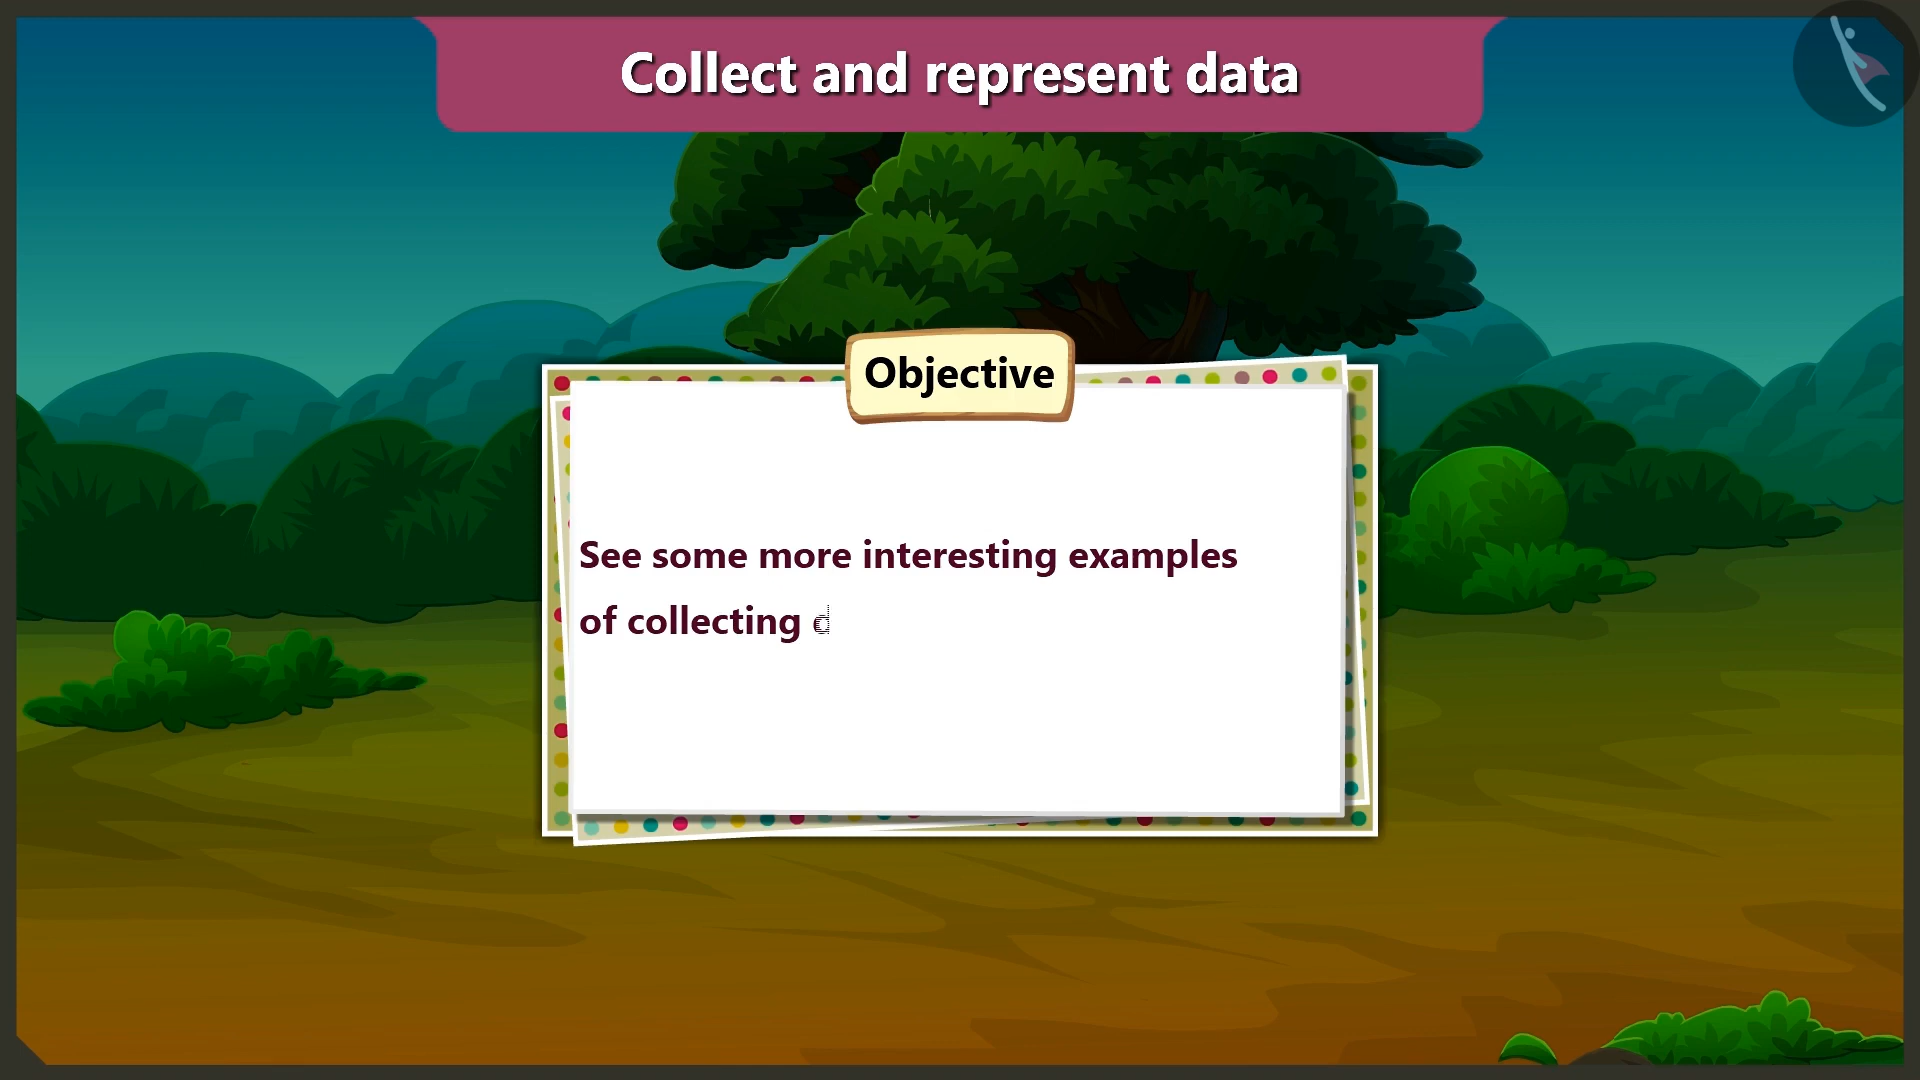 Collect and represent data
Objective
See some more interesting examples
of collecting